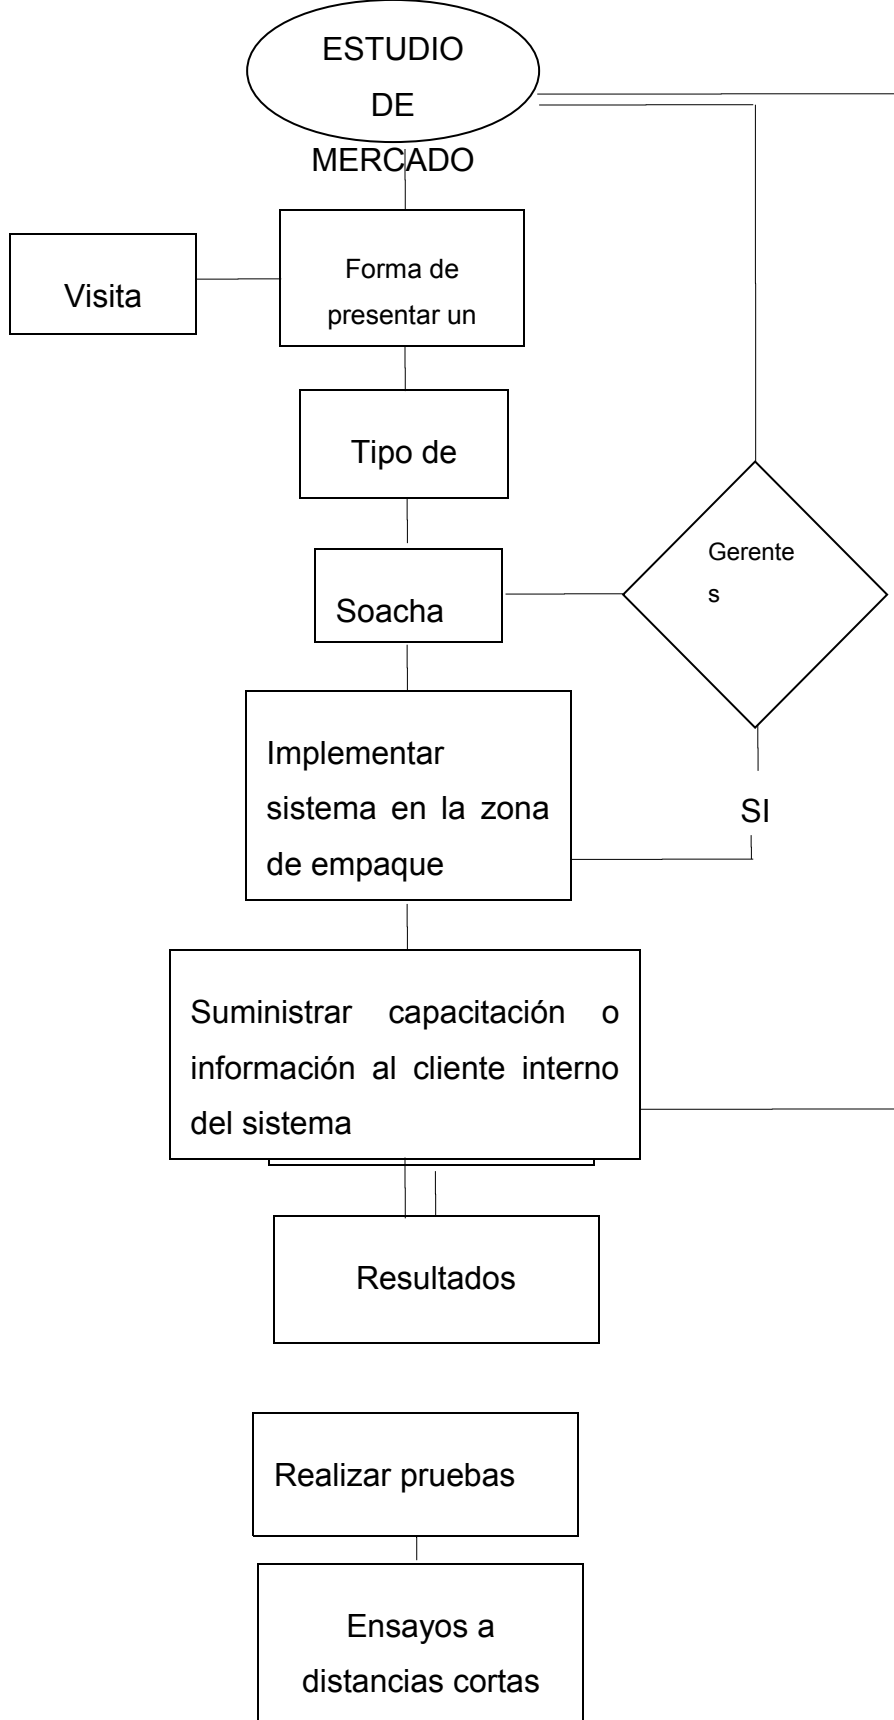 ESTUDIO
DE
MERCADO
Forma de
presentar un
Visita
Tipo de
Gerente
s
Soacha
Implementar
sistema en la zona
de empaque
SI
Suministrar capacitación o
información al cliente interno
del sistema
Resultados
Realizar pruebas
Ensayos a
distancias cortas